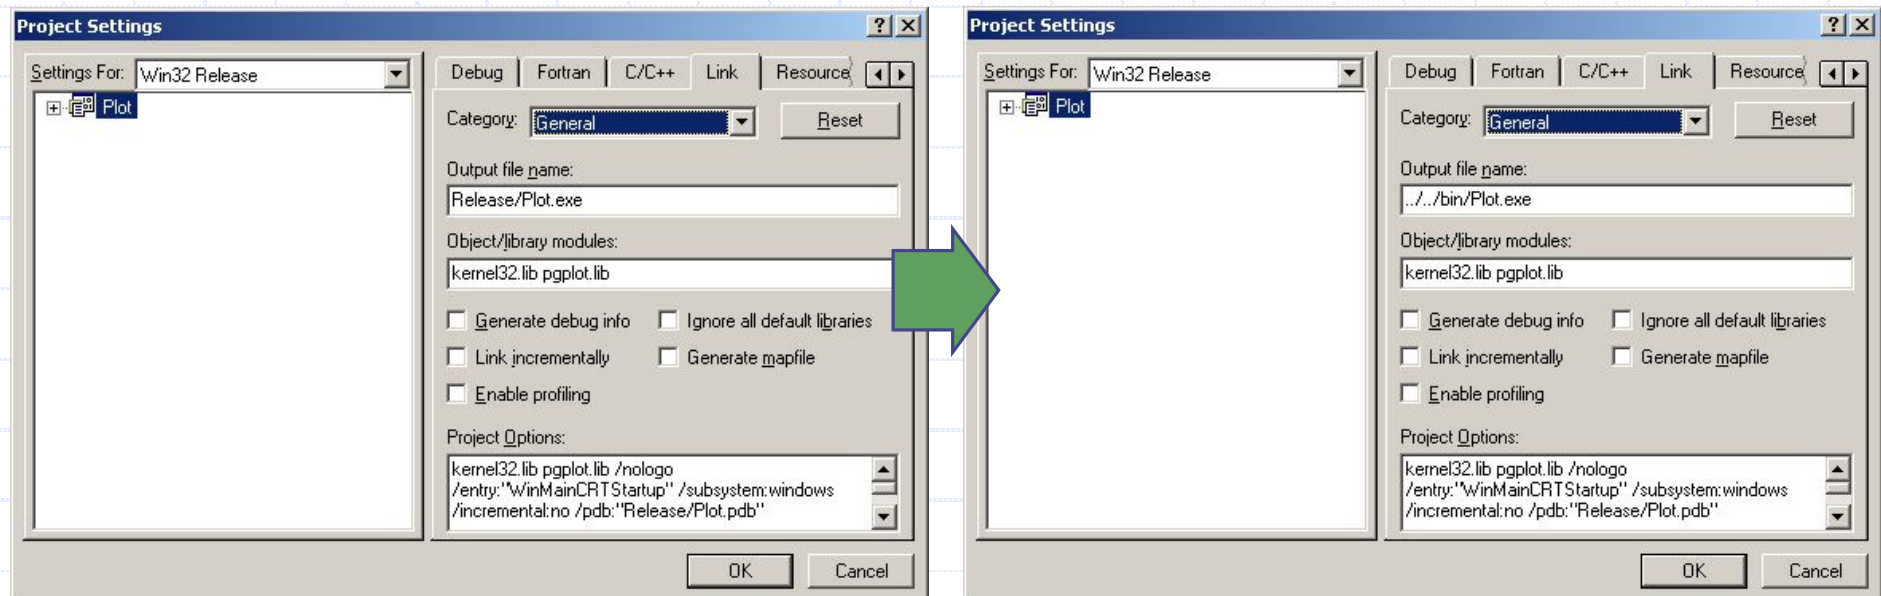 Project Settings
Settings For: Win32 Release
Plot
Debug Fortran C/C++ Link Resource
Category: General Reset
Output file name:
Release/Plot.exe
Object/library modules:
kernel32.lib pgplot.lib
Generate debug info Ignore all default libraries
Link incrementally Generate mapfile
Enable profiling
Project Options:
kernel32.lib pgplot.lib /nologo
/entry:"WinMainCRTStartup" /subsystem:windows
/incremental:no /pdb:"Release/Plot.pdb"
OK Cancel
Project Settings
Settings For: Win32 Release
Plot
Debug Fortran C/C++ Link Resource
Category: General Reset
Output file name:
../../bin/Plot.exe
Object/library modules:
kernel32.lib pgplot.lib
Generate debug info Ignore all default libraries
Link incrementally Generate mapfile
Enable profiling
Project Options:
kernel32.lib pgplot.lib /nologo
/entry:"WinMainCRTStartup" /subsystem:windows
/incremental:no /pdb:"Release/Plot.pdb"
OK Cancel